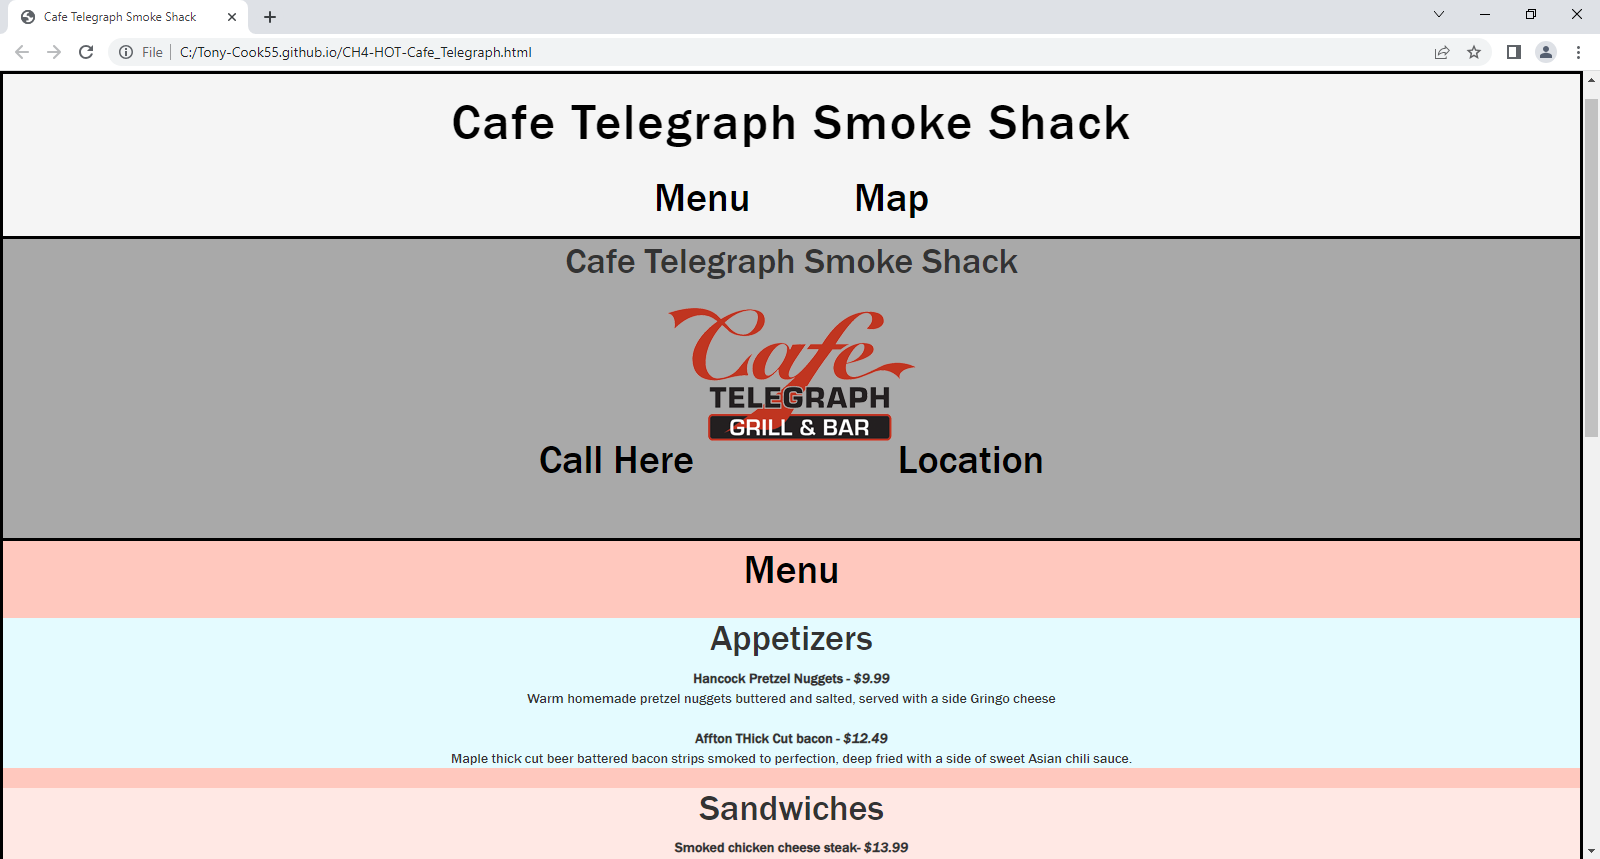 Cafe Telegraph Smoke Shack
File C:/Tony-Cook55.github.io/CH4-HOT-Cafe_Telegraph.html
Cafe Telegraph Smoke Shack
Menu Map
Cafe Telegraph Smoke Shack
Cafe
TELEGRAPH
GRILL & BAR
Call Here Location
Menu
Appetizers
Hancock Pretzel Nuggets - $9.99
Warm homemade pretzel nuggets buttered and salted, served with a side Gringo cheese
Affton THick Cut bacon - $12.49
Maple thick cut beer battered bacon strips smoked to perfection, deep fried with a side of sweet Asian chili sauce.
Sandwiches
Smoked chicken cheese steak- $13.99